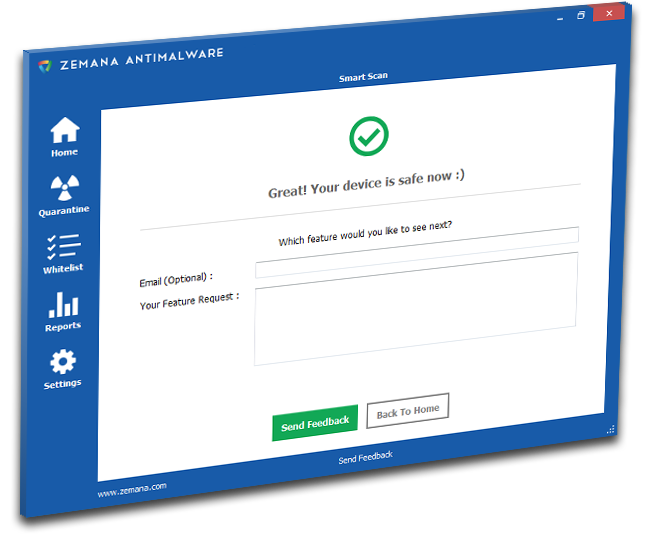 ZEMANA ANTIMALWARE
Smart Scan
Home
Quarantine
Whitelist
Reports
Settings
Great! Your device is safe now :)
Which feature would you like to see next?
Email (Optional) :
Your Feature Request :
Send Feedback
Back To Home
www.zemana.com
Send Feedback